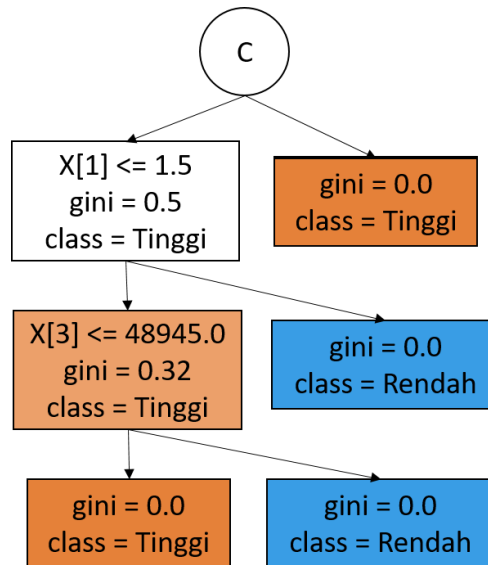 C
X[1] <= 1.5
gini = 0.5
class = Tinggi
gini = 0.0
class = Tinggi
X[3] <= 48945.0
gini = 0.32
class = Tinggi
gini = 0.0
class = Rendah
gini = 0.0
class = Tinggi
gini = 0.0
class = Rendah